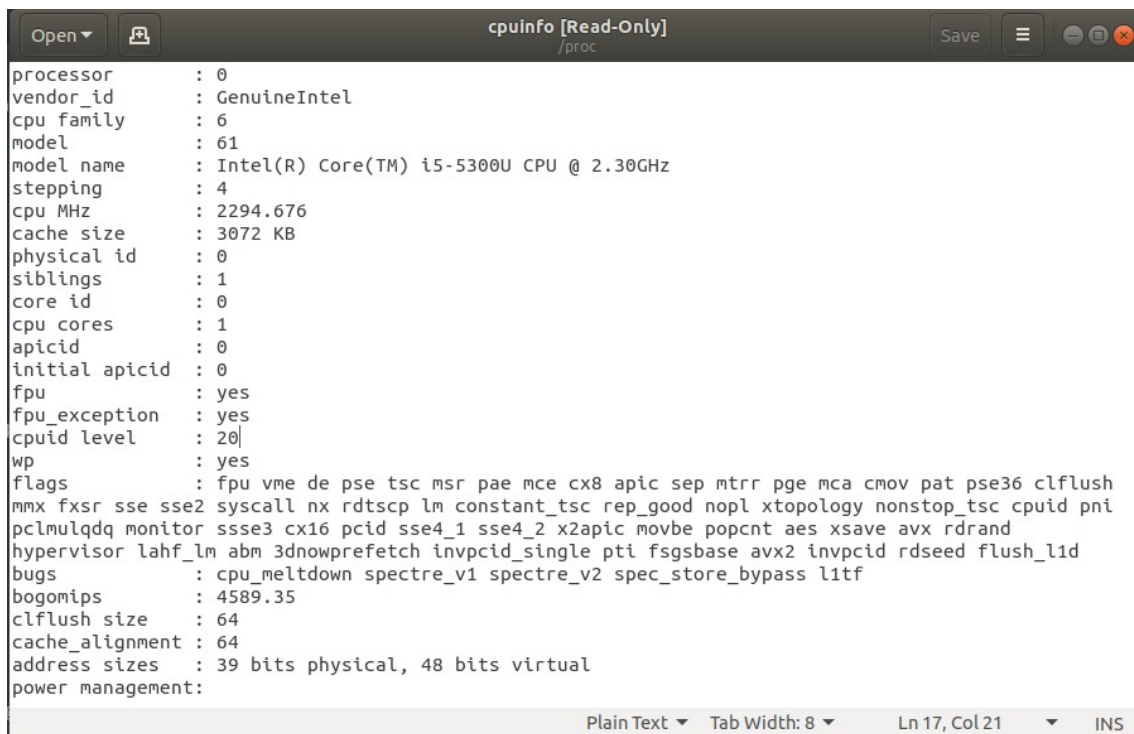 Open
cpuinfo [Read-Only]
/proc
Save
processor : 0
vendor_id : GenuineIntel
cpu family : 6
model : 61
model name : Intel(R) Core(TM) i5-5300U CPU @ 2.30GHz
stepping : 4
cpu MHz : 2294.676
cache size : 3072 KB
physical id : 0
siblings : 1
core id : 0
cpu cores : 1
apicid : 0
initial apicid : 0
fpu : yes
fpu_exception : yes
cpuid level : 20
wp : yes
flags : fpu vme de pse tsc msr pae mce cx8 apic sep mtrr pge mca cmov pat pse36 clflush
mmx fxsr sse sse2 syscall nx rdtscp lm constant_tsc rep_good nopl xtopology nonstop_tsc cpuid pni
pclmulqdq monitor ssse3 cx16 pcid sse4_1 sse4_2 x2apic movbe popcnt aes xsave avx rdrand
hypervisor lahf_lm abm 3dnowprefetch invpcid_single pti fsgsbase avx2 invpcid rdseed flush_l1d
bugs : cpu_meltdown spectre_v1 spectre_v2 spec_store_bypass l1tf
bogomips : 4589.35
clflush size : 64
cache_alignment : 64
address sizes : 39 bits physical, 48 bits virtual
power management:
Plain Text Tab Width: 8 Ln 17, Col 21 INS